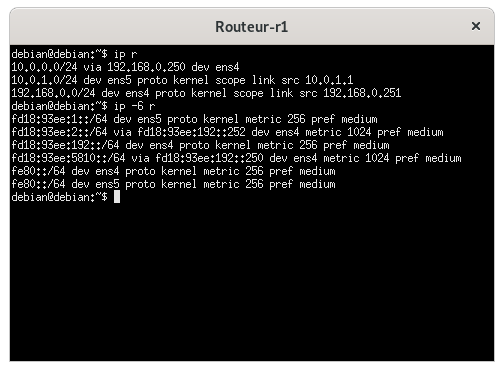 Routeur-r1
×
debian@debian:~$ ip r
10.0.0.0/24 via 192.168.0.250 dev ens4
10.0.1.0/24 dev ens5 proto kernel scope link src 10.0.1.1
192.168.0.0/24 dev ens4 proto kernel scope link src 192.168.0.251
debian@debian:~$ ip -6 r
fd18:93ee:1::/64 dev ens5 proto kernel metric 256 pref medium
fd18:93ee:2::/64 via fd18:93ee:192::252 dev ens4 metric 1024 pref medium
fd18:93ee:192::/64 dev ens4 proto kernel metric 256 pref medium
fd18:93ee:5810::/64 via fd18:93ee:192::250 dev ens4 metric 1024 pref medium
fe80::/64 dev ens4 proto kernel metric 256 pref medium
fe80::/64 dev ens5 proto kernel metric 256 pref medium
debian@debian:~$